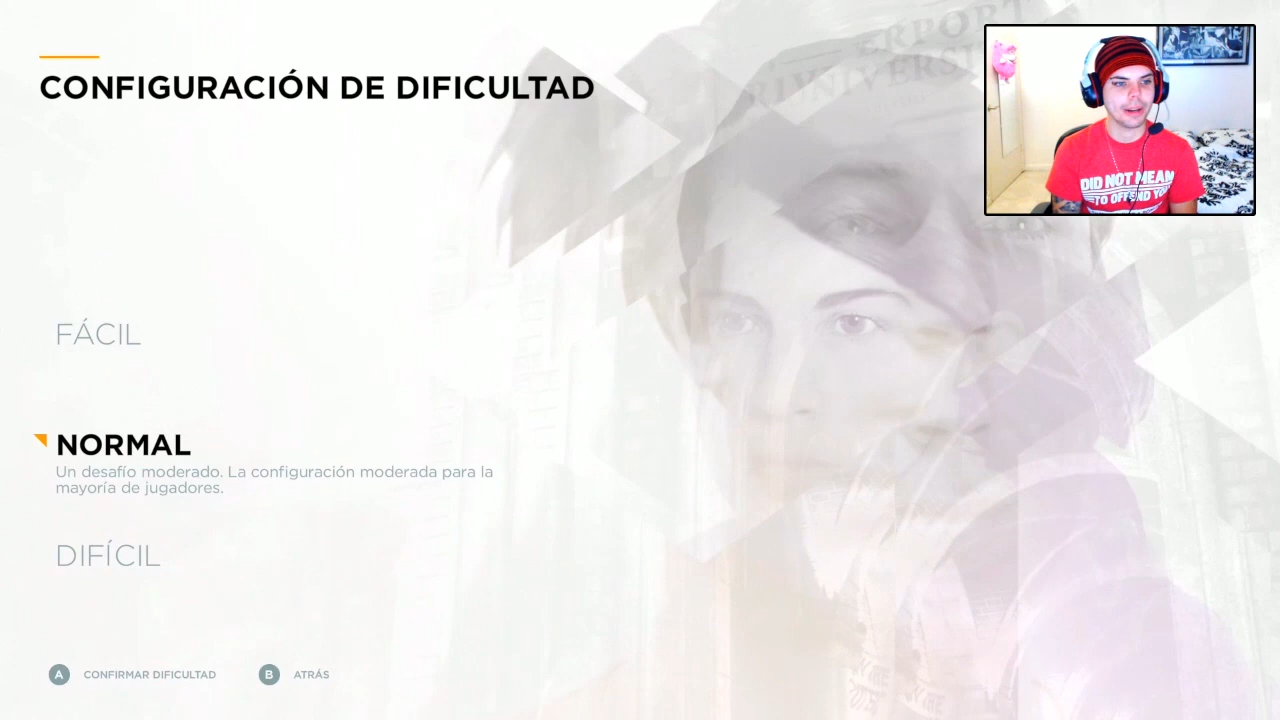 CONFIGURACIÓN DE DIFICULTAD
DID NOT MEAN
TO OFFEND YOU
FÁCIL
NORMAL
Un desafío moderado. La configuración moderada para la
mayoría de jugadores.
DIFÍCIL
A CONFIRMAR DIFICULTAD B ATRÁS